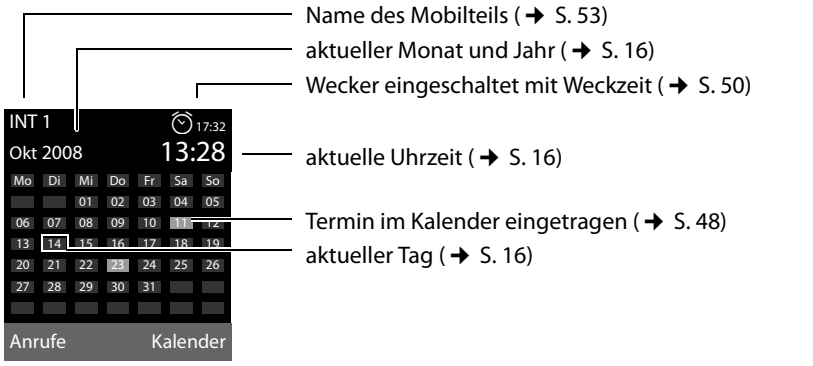 Name des Mobilteils ( ➔ S. 53)
aktueller Monat und Jahr ( ➔ S. 16)
Wecker eingeschaltet mit Weckzeit ( ➔ S. 50)
INT 1 17:32
Okt 2008 13:28
aktuelle Uhrzeit ( ➔ S. 16)
Mo Di Mi Do Fr Sa So
01 02 03 04 05
06 07 08 09 10 11 12
Termin im Kalender eingetragen ( ➔ S. 48)
13 14 15 16 17 18 19
aktueller Tag ( ➔ S. 16)
20 21 22 23 24 25 26
27 28 29 30 31
Anrufe Kalender